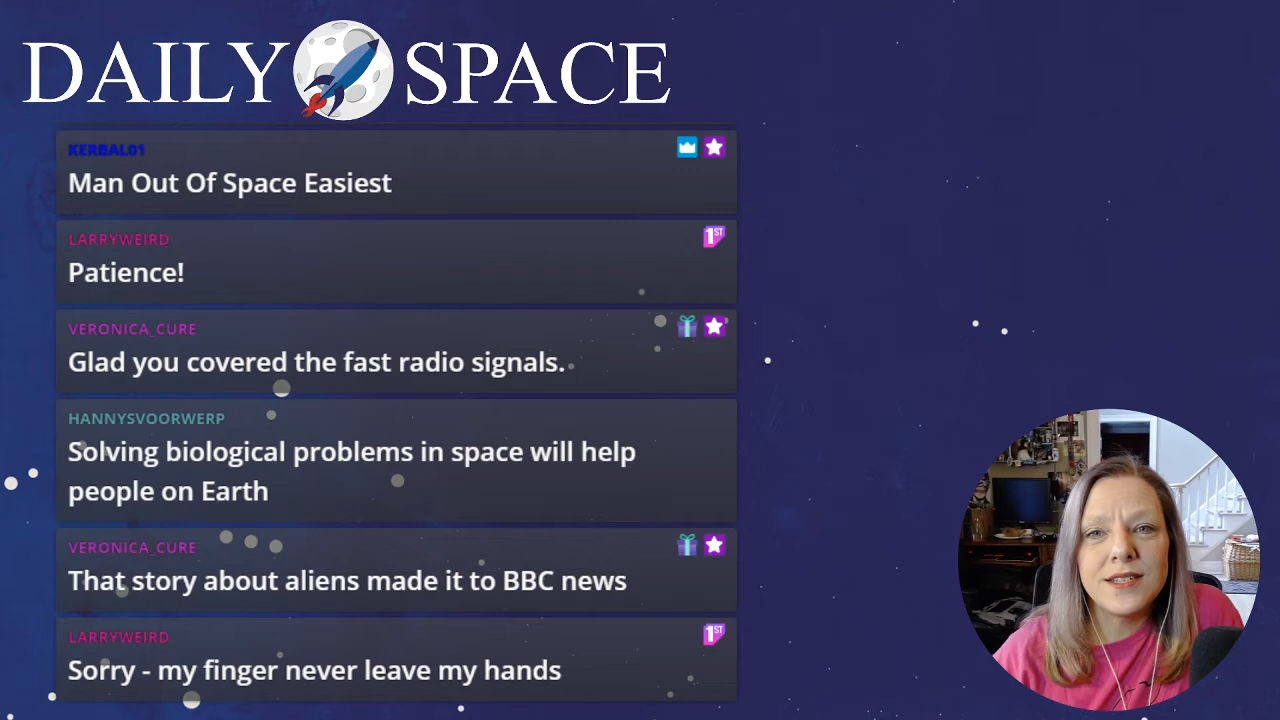 DAILY SPACE
KERBAL01
Man Out Of Space Easiest
LARRYWEIRD
1ST
Patience!
VERONICA_CURE
Glad you covered the fast radio signals.
HANNYSVOORWERP
Solving biological problems in space will help
people on Earth
VERONICA_CURE
That story about aliens made it to BBC news
LARRYWEIRD
1ST
Sorry - my finger never leave my hands